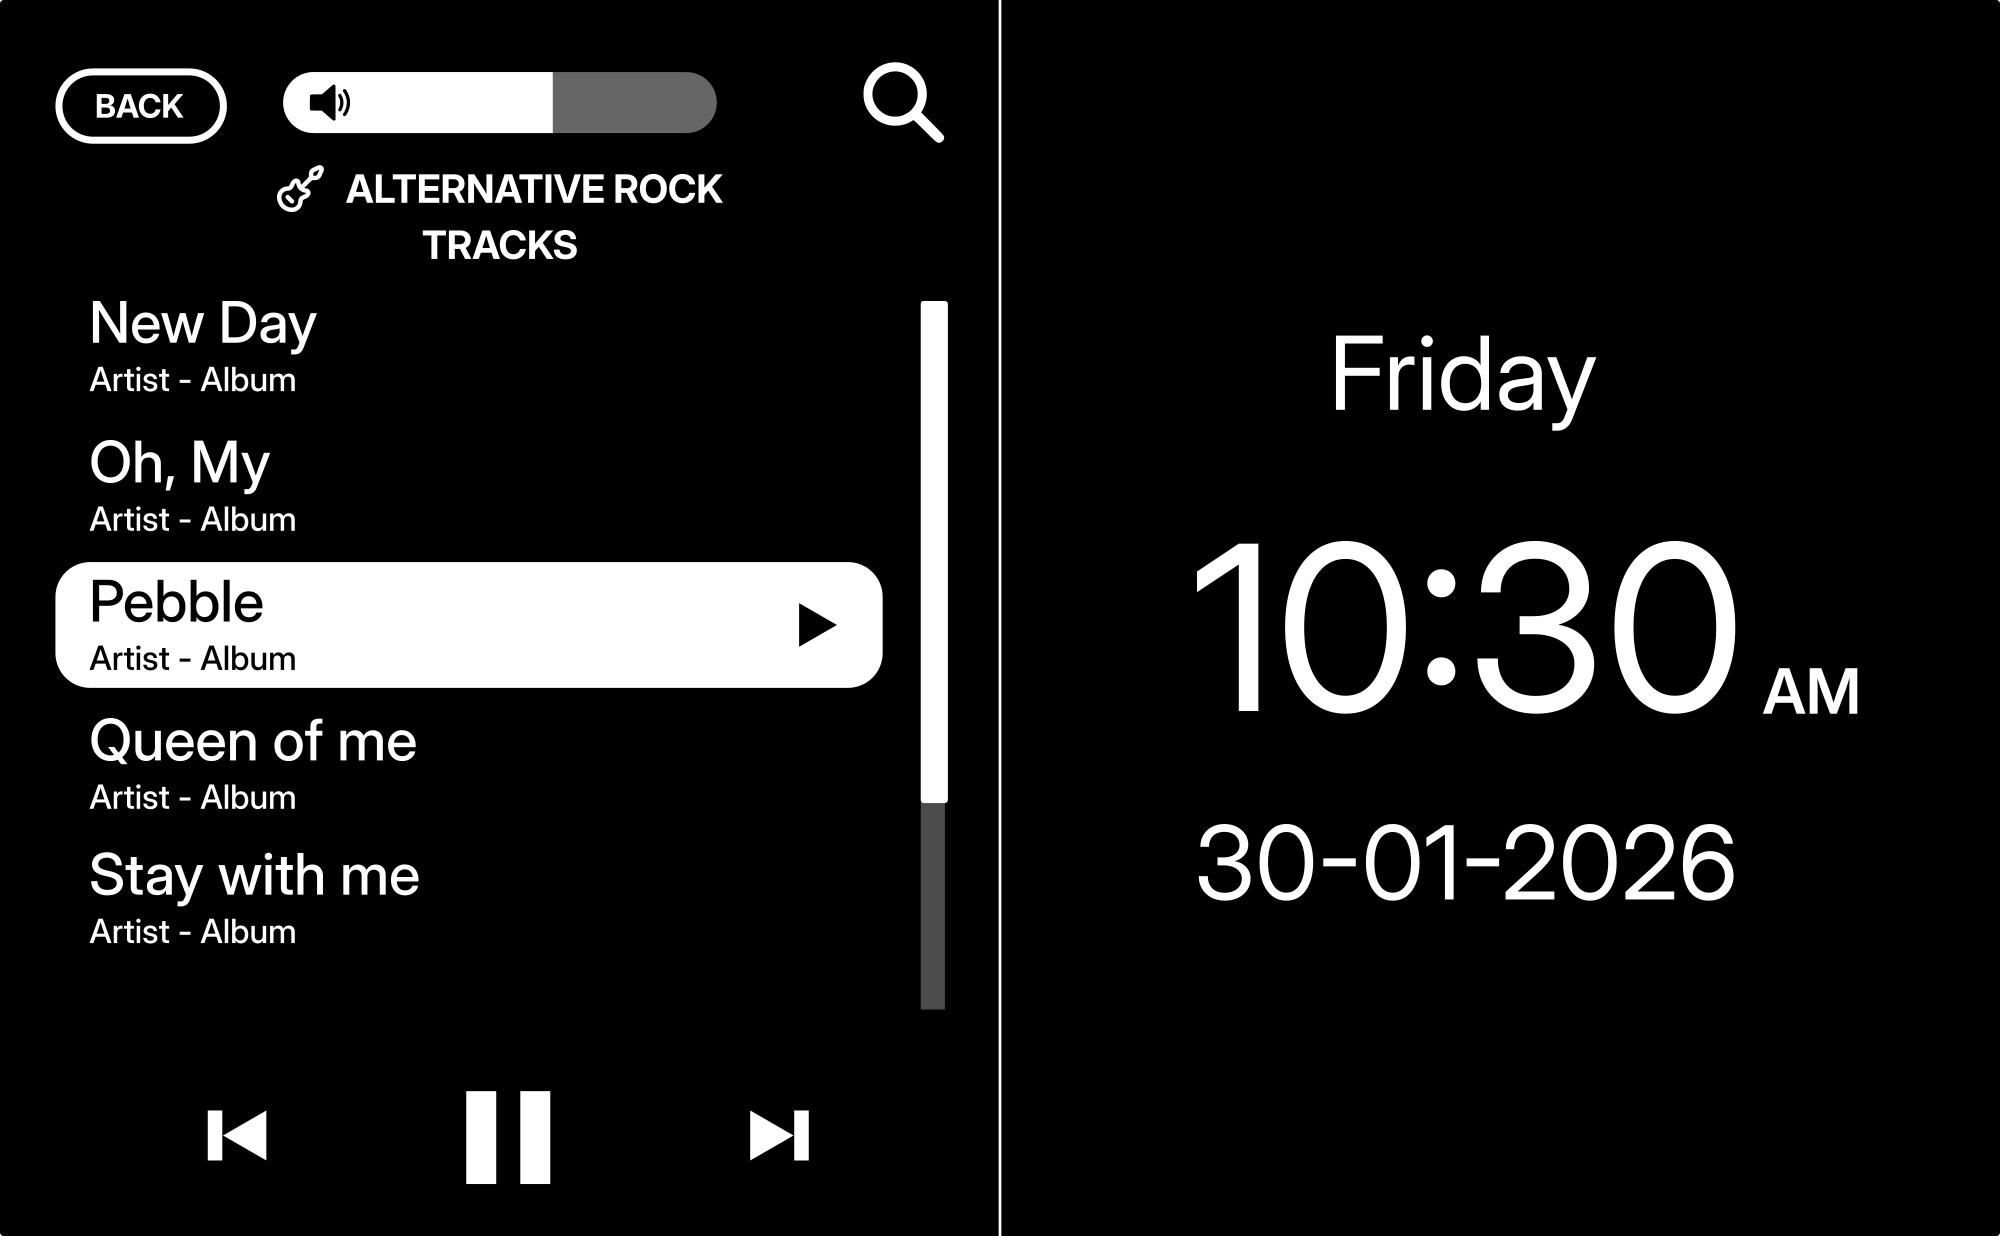 BACK
ALTERNATIVE ROCK
TRACKS
New Day
Artist - Album
Oh, My
Artist - Album
Pebble
Artist - Album
Queen of me
Artist - Album
Stay with me
Artist - Album
Friday
10:30 AM
30-01-2026